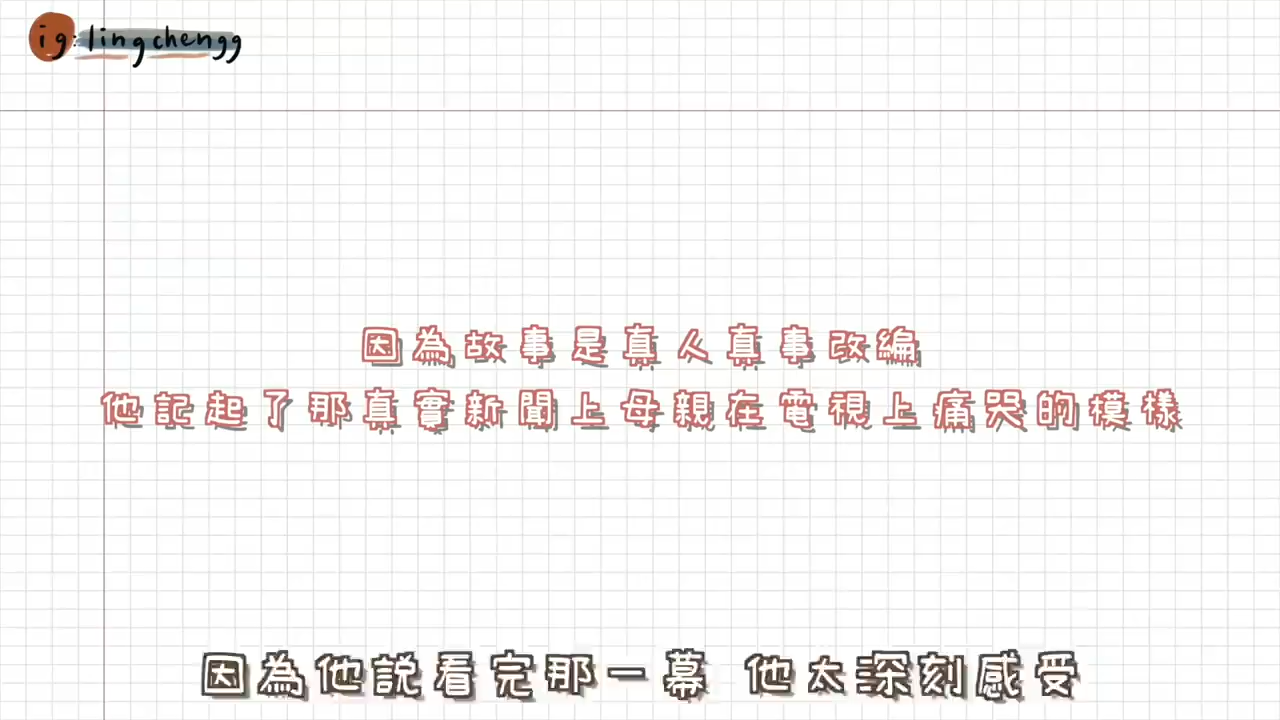 ig:lingchengg
因為故事是真人真事改編
他記起了那真實新聞上母親在電視上痛哭的模樣
因為他説看完那一幕 他太深刻感受